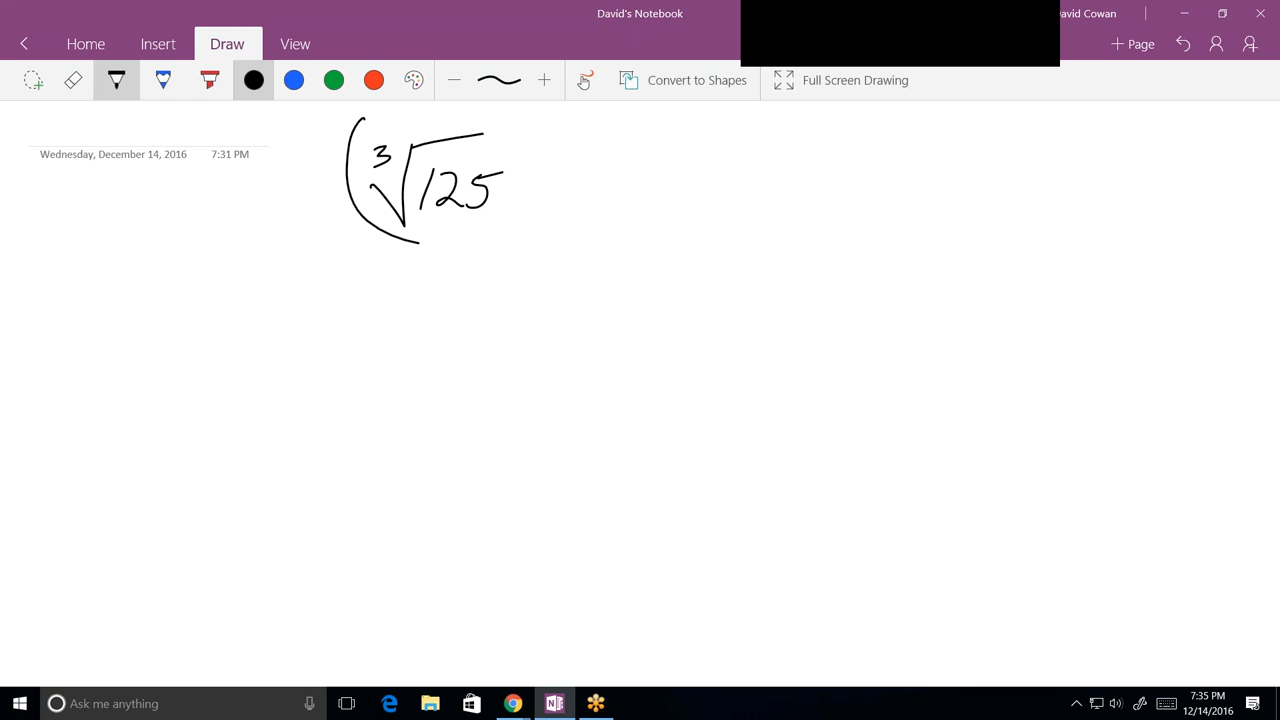 David's Notebook
avid Cowan
Home Insert Draw View
+ Page
Convert to Shapes
Full Screen Drawing
Wednesday, December 14, 2016 7:31 PM
(∛125
Ask me anything
7:35 PM
12/14/2016